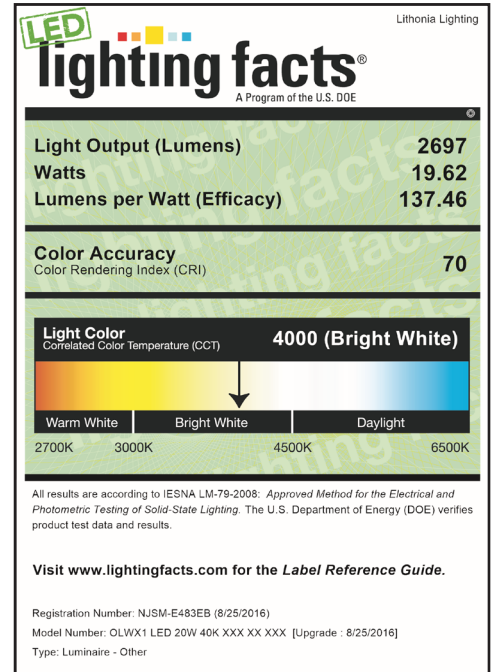 Lithonia Lighting
LED
lighting facts®
A Program of the U.S. DOE
Light Output (Lumens) 2697
Watts 19.62
Lumens per Watt (Efficacy) 137.46
Color Accuracy
Color Rendering Index (CRI) 70
Light Color
Correlated Color Temperature (CCT) 4000 (Bright White)
Warm White Bright White Daylight
2700K 3000K 4500K 6500K
All results are according to IESNA LM-79-2008: Approved Method for the Electrical and
Photometric Testing of Solid-State Lighting. The U.S. Department of Energy (DOE) verifies
product test data and results.
Visit www.lightingfacts.com for the Label Reference Guide.
Registration Number: NJSM-E483EB (8/25/2016)
Model Number: OLWX1 LED 20W 40K XXX XX XXX [Upgrade : 8/25/2016]
Type: Luminaire - Other